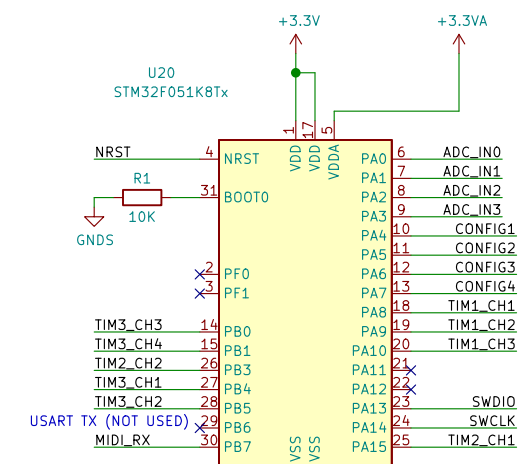 +3.3V +3.3VA
U20
STM32F051K8Tx
1 17 5
VDD VDD VDDA
NRST 4 NRST PA0 6 ADC_IN0
PA1 7 ADC_IN1
R1 31 BOOT0 PA2 8 ADC_IN2
10K PA3 9 ADC_IN3
GNDS PA4 10 CONFIG1
PA5 11 CONFIG2
2 PF0 PA6 12 CONFIG3
3 PF1 PA7 13 CONFIG4
PA8 18 TIM1_CH1
TIM3_CH3 14 PB0 PA9 19 TIM1_CH2
TIM3_CH4 15 PB1 PA10 20 TIM1_CH3
TIM2_CH2 26 PB3 PA11 21
TIM3_CH1 27 PB4 PA12 22
TIM3_CH2 28 PB5 PA13 23 SWDIO
USART TX (NOT USED) 29 PB6 PA14 24 SWCLK
MIDI_RX 30 PB7 PA15 25 TIM2_CH1
VSS VSS